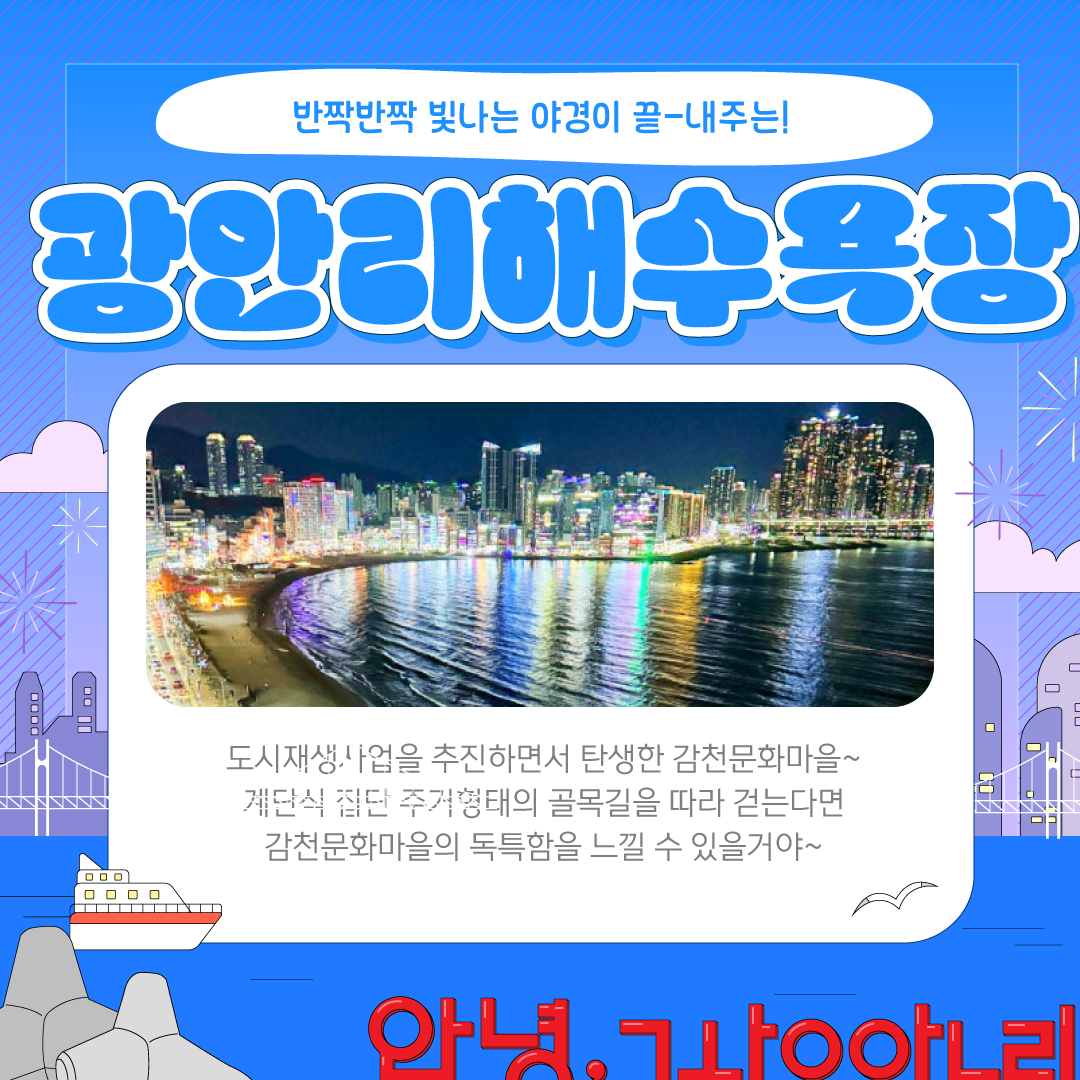 반짝반짝 빛나는 야경이 끝-내주는!
광안리해수욕장
도시재생사업을 추진하면서 탄생한 감천문화마을~
계단식 집단 주거형태의 골목길을 따라 걷는다면
감천문화마을의 독특함을 느낄 수 있을거야~
안녕,